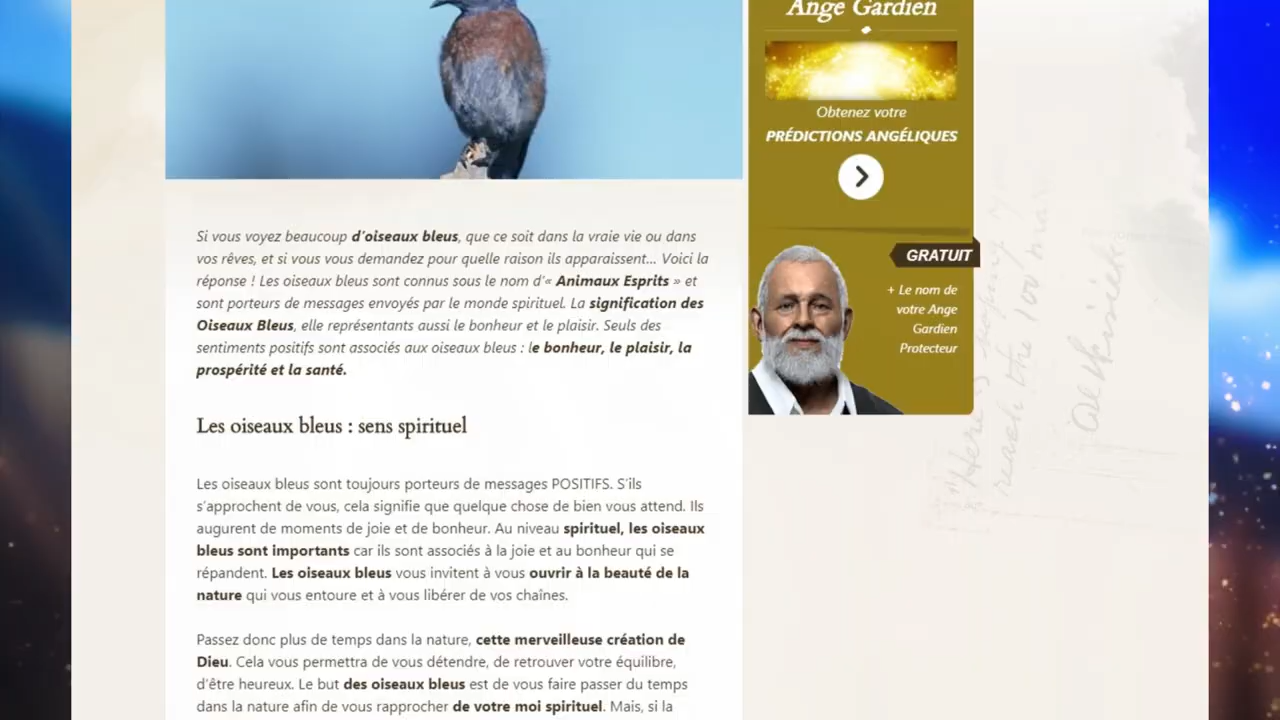 Ange Gardien
Obtenez votre
PRÉDICTIONS ANGÉLIQUES
GRATUIT
+ Le nom de
votre Ange
Gardien
Protecteur
Si vous voyez beaucoup d'oiseaux bleus, que ce soit dans la vraie vie ou dans
vos rêves, et si vous vous demandez pour quelle raison ils apparaissent... Voici la
réponse ! Les oiseaux bleus sont connus sous le nom d'« Animaux Esprits » et
sont porteurs de messages envoyés par le monde spirituel. La signification des
Oiseaux Bleus, elle représentants aussi le bonheur et le plaisir. Seuls des
sentiments positifs sont associés aux oiseaux bleus : le bonheur, le plaisir, la
prospérité et la santé.
Les oiseaux bleus : sens spirituel
Les oiseaux bleus sont toujours porteurs de messages POSITIFS. S'ils
s'approchent de vous, cela signifie que quelque chose de bien vous attend. Ils
augurent de moments de joie et de bonheur. Au niveau spirituel, les oiseaux
bleus sont importants car ils sont associés à la joie et au bonheur qui se
répandent. Les oiseaux bleus vous invitent à vous ouvrir à la beauté de la
nature qui vous entoure et à vous libérer de vos chaînes.
Passez donc plus de temps dans la nature, cette merveilleuse création de
Dieu. Cela vous permettra de vous détendre, de retrouver votre équilibre,
d'être heureux. Le but des oiseaux bleus est de vous faire passer du temps
dans la nature afin de vous rapprocher de votre moi spirituel. Mais, si la
reach the 100